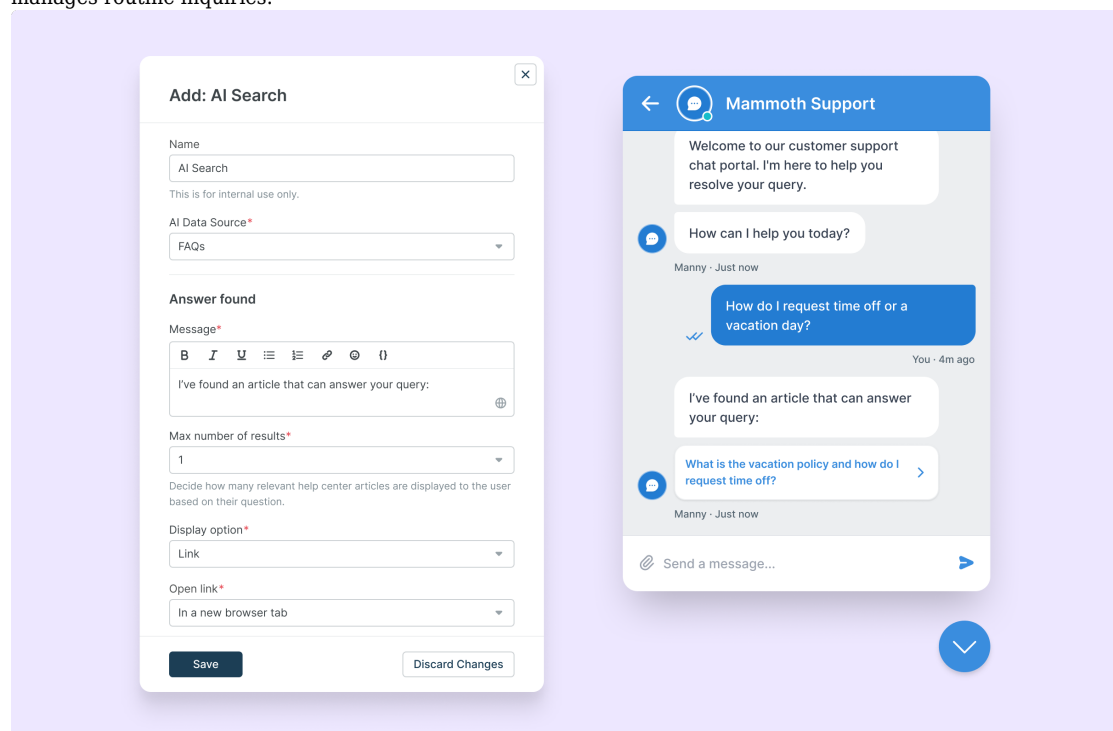 manages routine inquiries.
Add: AI Search
Name
AI Search
This is for internal use only.
AI Data Source*
FAQs
Answer found
Message*
B I U {}
I've found an article that can answer your query:
Max number of results*
1
Decide how many relevant help center articles are displayed to the user
based on their question.
Display option*
Link
Open link*
In a new browser tab
Save
Discard Changes
Mammoth Support
Welcome to our customer support
chat portal. I'm here to help you
resolve your query.
How can I help you today?
Manny · Just now
How do I request time off or a
vacation day?
You · 4m ago
I've found an article that can answer
your query:
What is the vacation policy and how do I
request time off?
Manny · Just now
Send a message...